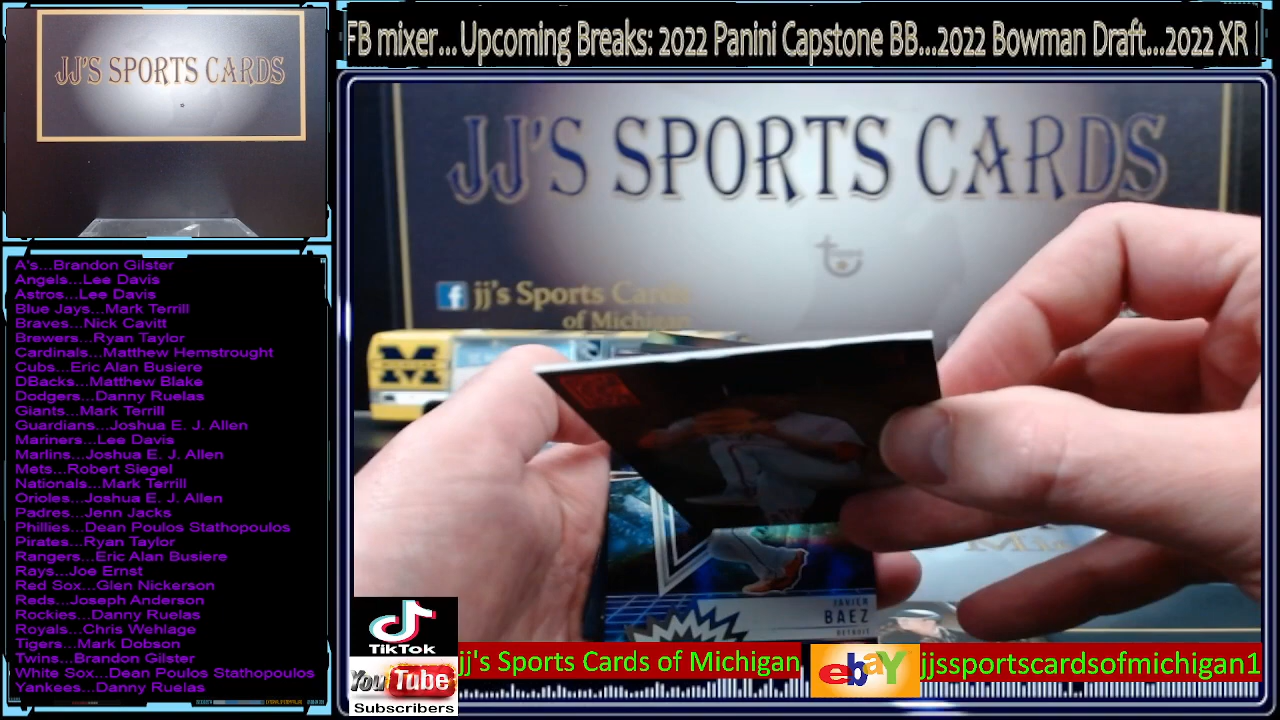 JJ'S SPORTS CARDS
FB mixer... Upcoming Breaks: 2022 Panini Capstone BB...2022 Bowman Draft...2022 XR
JJ'S SPORTS CARDS
f jj's Sports Cards
of Michigan
M
A's...Brandon Gilster
Angels...Lee Davis
Astros...Lee Davis
Blue Jays...Mark Terrill
Braves...Nick Cavitt
Brewers...Ryan Taylor
Cardinals...Matthew Hemstrought
Cubs...Eric Alan Busiere
DBacks...Matthew Blake
Dodgers...Danny Ruelas
Giants...Mark Terrill
Guardians...Joshua E. J. Allen
Mariners...Lee Davis
Marlins...Joshua E. J. Allen
Mets...Robert Siegel
Nationals...Mark Terrill
Orioles...Joshua E. J. Allen
Padres...Jenn Jacks
Phillies...Dean Poulos Stathopoulos
Pirates...Ryan Taylor
Rangers...Eric Alan Busiere
Rays...Joe Ernst
Red Sox...Glen Nickerson
Reds...Joseph Anderson
Rockies...Danny Ruelas
Royals...Chris Wehlage
Tigers...Mark Dobson
Twins...Brandon Gilster
White Sox...Dean Poulos Stathopoulos
Yankees...Danny Ruelas
JAVIER
BAEZ
DETROIT
TikTok
YouTube
Subscribers
jj's Sports Cards of Michigan
ebaY
jjssportscardsofmichigan1